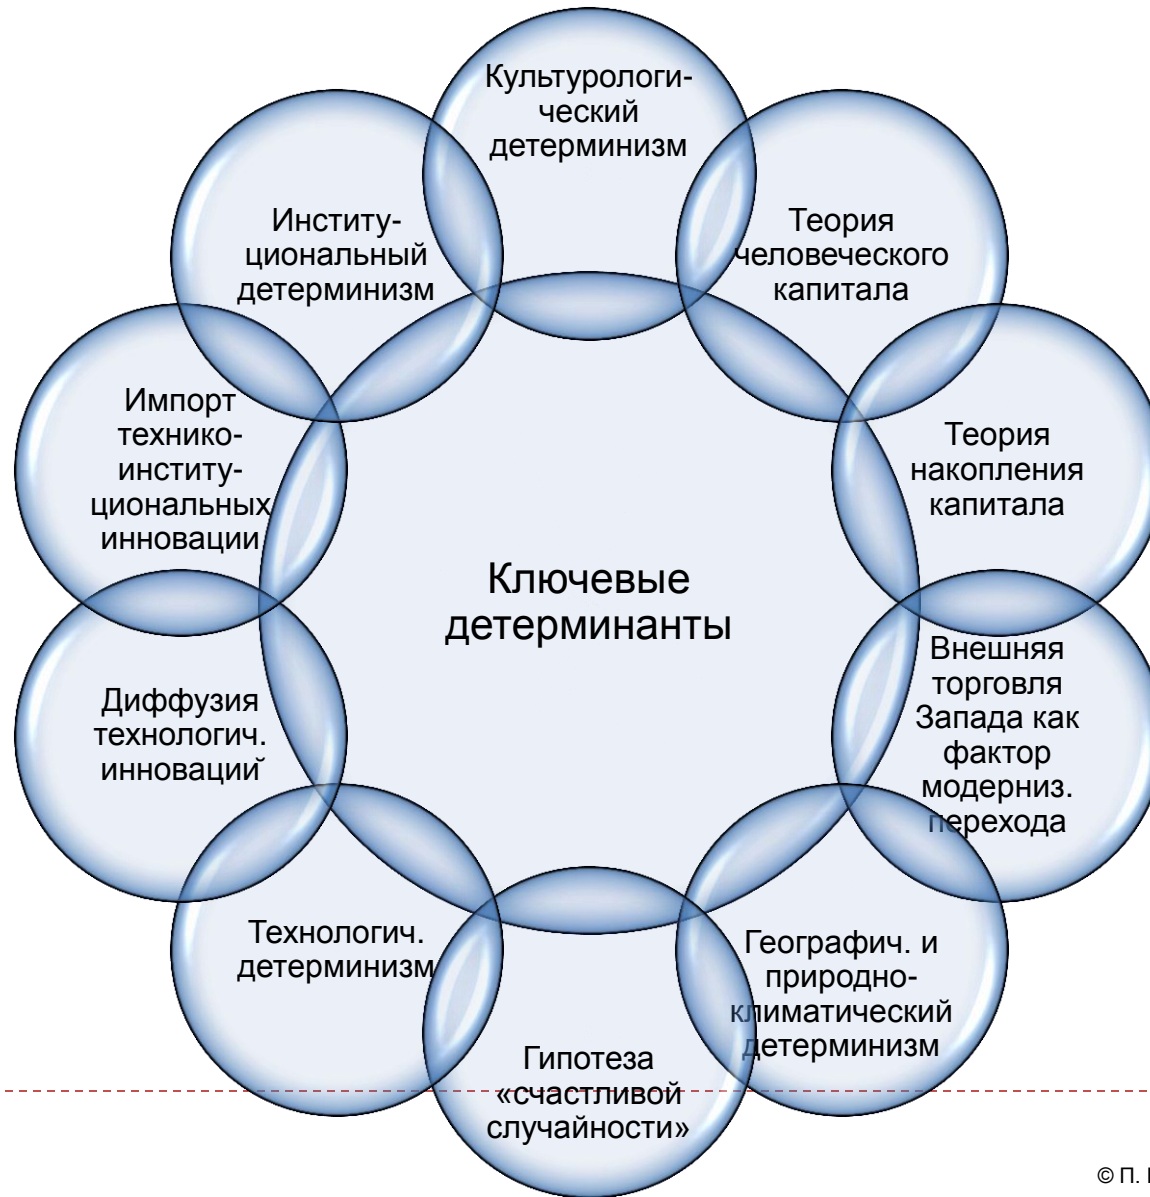 Культурологи-
ческий
детерминизм
Теория
человеческого
капитала
Теория
накопления
капитала
Внешняя
торговля
Запада как
фактор
модерниз.
перехода
Географич. и
природно-
климатический
детерминизм
Гипотеза
«счастливой
случайности»
Технологич.
детерминизм
Диффузия
технологич.
инноваций
Импорт
технико-
институ-
циональных
инновации
Институ-
циональный
детерминизм
Ключевые
детерминанты
© П.